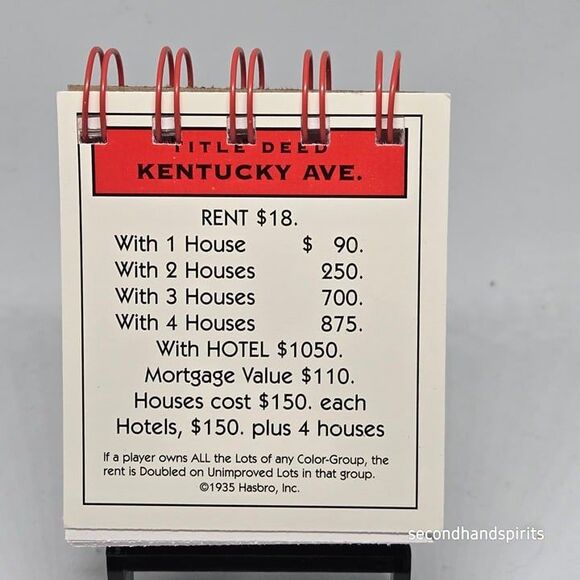 TITLE DEED
KENTUCKY AVE.
RENT $18.
With 1 House $ 90.
With 2 Houses 250.
With 3 Houses 700.
With 4 Houses 875.
With HOTEL $1050.
Mortgage Value $110.
Houses cost $150. each
Hotels, $150. plus 4 houses
If a player owns ALL the Lots of any Color-Group, the
rent is Doubled on Unimproved Lots in that group.
©1935 Hasbro, Inc.
secondhandspirits